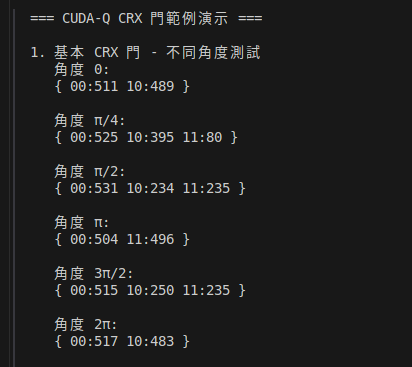 === CUDA-Q CRX 門範例演示 ===
1. 基本 CRX 門 - 不同角度測試
角度 0:
{ 00:511 10:489 }
角度 π/4:
{ 00:525 10:395 11:80 }
角度 π/2:
{ 00:531 10:234 11:235 }
角度 π:
{ 00:504 11:496 }
角度 3π/2:
{ 00:515 10:250 11:235 }
角度 2π:
{ 00:517 10:483 }